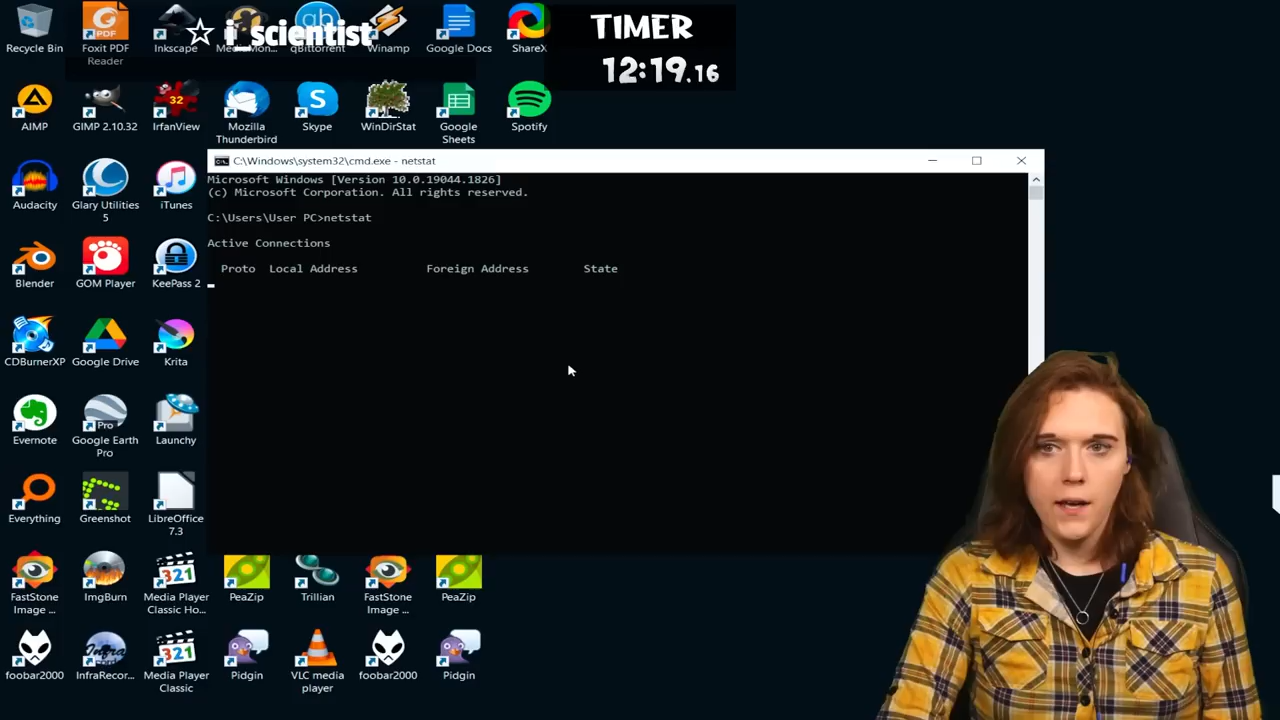 ☆ i_scientist
TIMER
12:19.16
Recycle Bin
Foxit PDF
Reader
Inkscape
MediaMon...
qBittorrent
Winamp
Google Docs
ShareX
AIMP
GIMP 2.10.32
IrfanView
Mozilla
Thunderbird
Skype
WinDirStat
Google
Sheets
Spotify
Audacity
Glary Utilities
5
iTunes
C:\Windows\system32\cmd.exe - netstat
Microsoft Windows [Version 10.0.19044.1826]
(c) Microsoft Corporation. All rights reserved.
C:\Users\User PC>netstat
Active Connections
Proto Local Address Foreign Address State
Blender
GOM Player
KeePass 2
CDBurnerXP
Google Drive
Krita
Evernote
Google Earth
Pro
Launchy
Everything
Greenshot
LibreOffice
7.3
FastStone
Image ...
ImgBurn
Media Player
Classic Ho...
PeaZip
Trillian
FastStone
Image ...
PeaZip
foobar2000
InfraRecor...
Media Player
Classic
Pidgin
VLC media
player
foobar2000
Pidgin